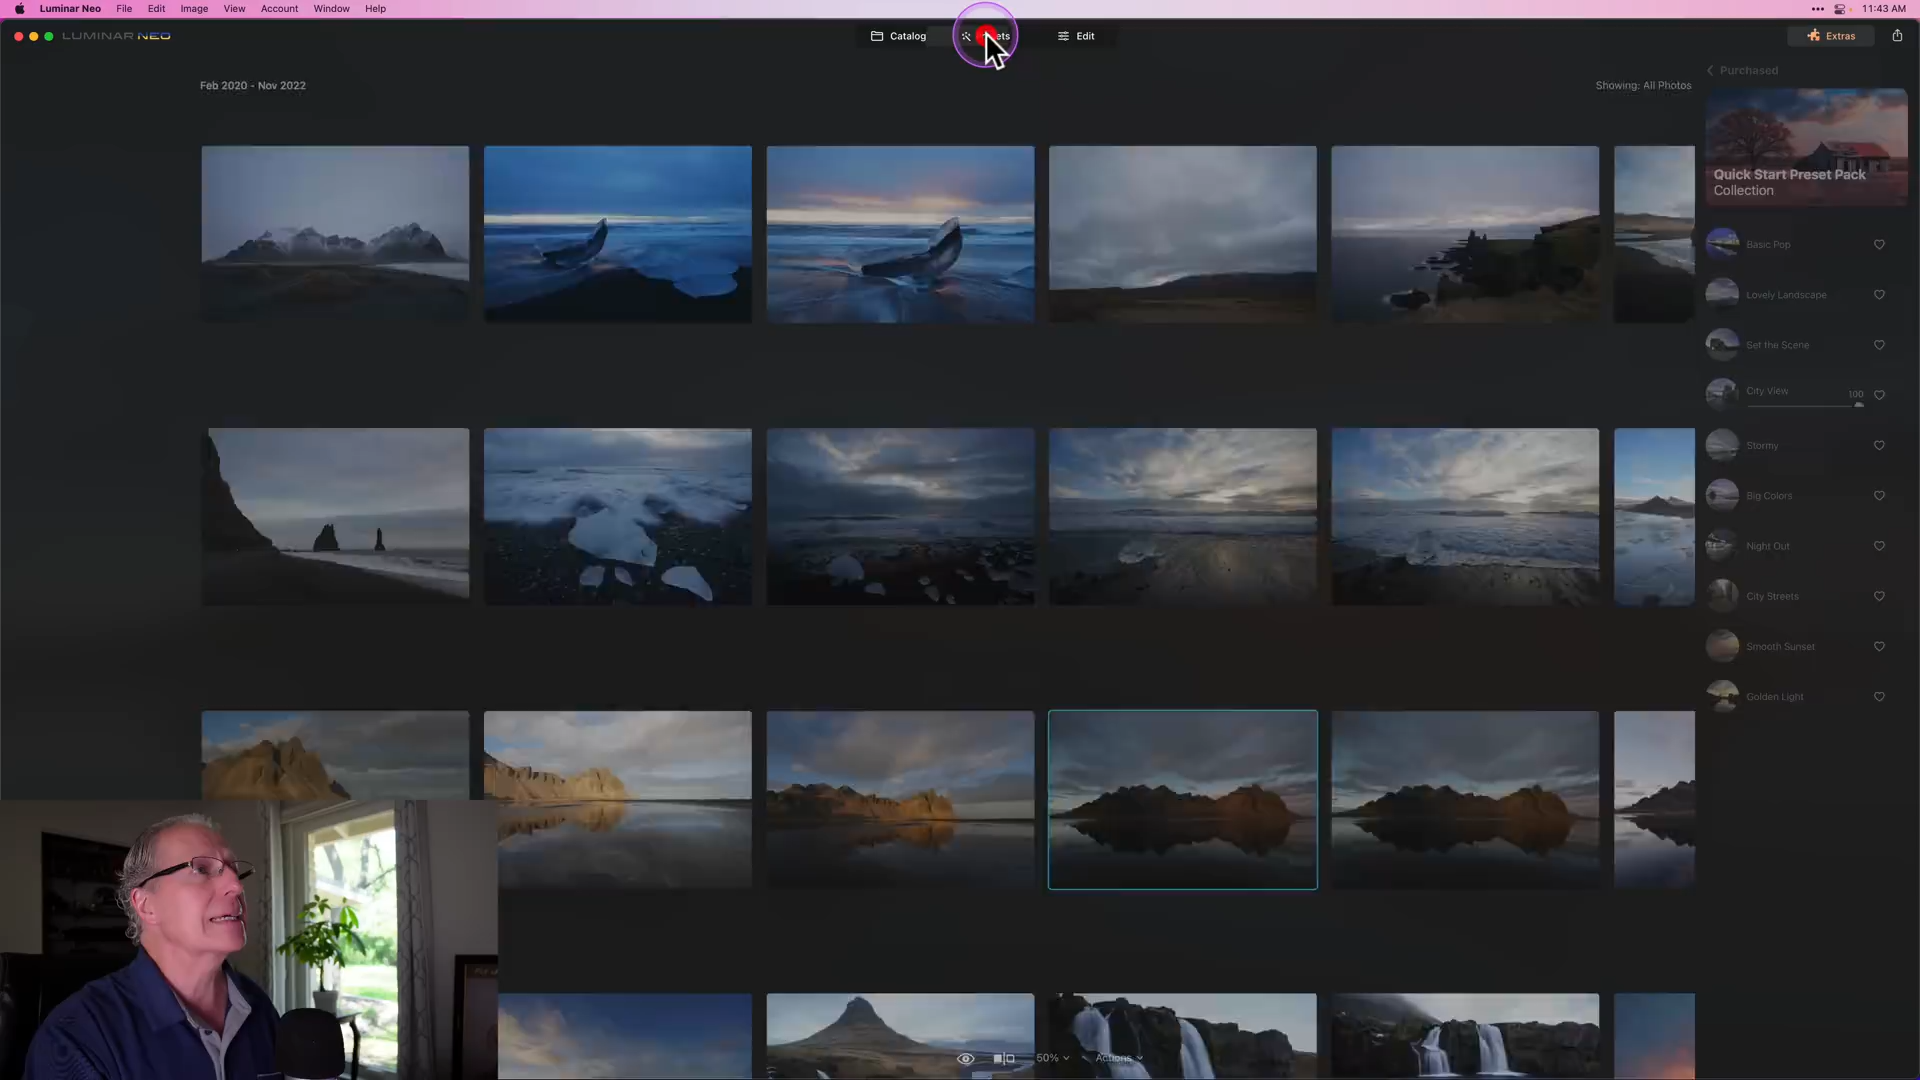 Luminar Neo File Edit Image View Account Window Help 11:43 AM
LUMINAR NEO Catalog Edit Extras
Feb 2020 - Nov 2022 Showing: All Photos
Purchased
Quick Start Preset Pack
Collection
Basic Pop
Lovely Landscape
Set the Scene
City View 100
Stormy
Big Colors
Night Out
City Streets
Smooth Sunset
Golden Light
50% Actions